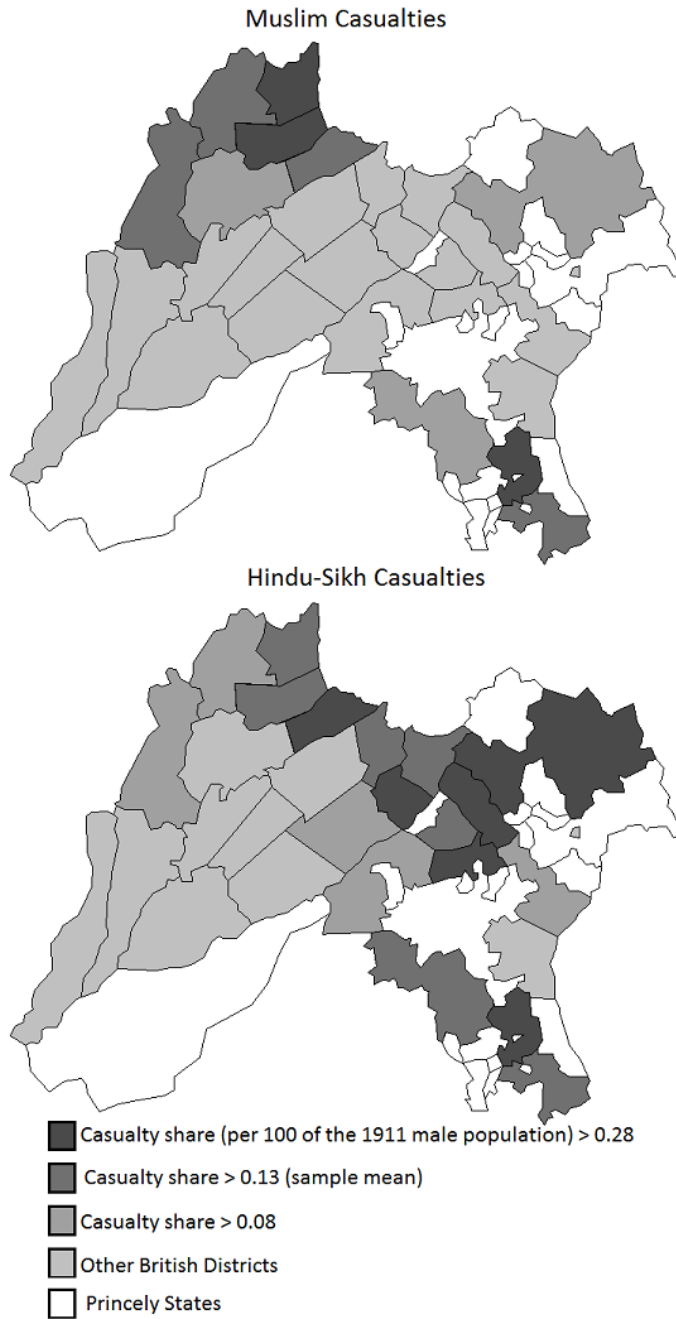 Muslim Casualties
Hindu-Sikh Casualties
Casualty share (per 100 of the 1911 male population) > 0.28
Casualty share > 0.13 (sample mean)
Casualty share > 0.08
Other British Districts
Princely States